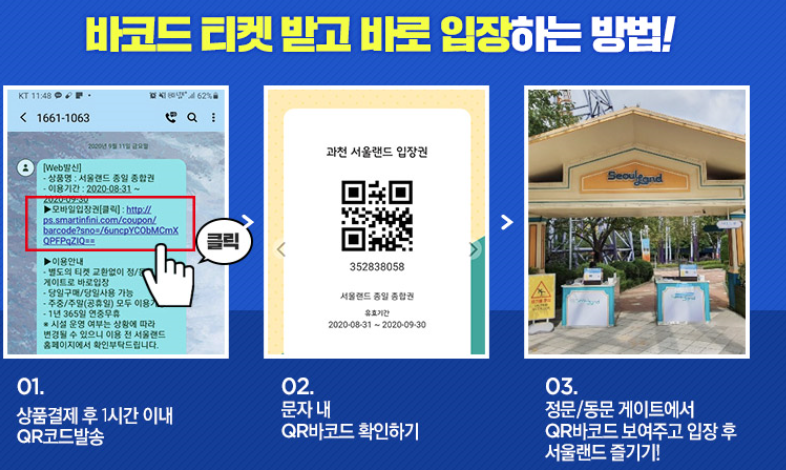 바코드 티켓 받고 바로 입장하는 방법!
KT 11:48
62%
1661-1063
2020년 9월 11일 금요일
[Web발신]
- 상품명 : 서울랜드 종일 종합권
- 이용기간 : 2020-08-31 ~
2020-09-30
▶모바일입장권[클릭] : http://
ps.smartinfini.com/coupon/
barcode?sno=/6uncpYCObMCmX
QPFPqZIQ==
클릭
▶이용안내
- 별도의 티켓 교환없이 정/
게이트로 바로입장
- 당일구매/당일사용 가능
- 주중/주말(공휴일) 모두 이용가
- 1년 365일 연중무휴
※ 시설 운영 여부는 상황에 따라
변경될 수 있으니 이용 전 서울랜드
홈페이지에서 확인부탁드립니다.
과천 서울랜드 입장권
352838058
서울랜드 종일 종합권
유효기간
2020-08-31 ~ 2020-09-30
Seoul Land
01.
상품결제 후 1시간 이내
QR코드발송
02.
문자 내
QR바코드 확인하기
03.
정문/동문 게이트에서
QR바코드 보여주고 입장 후
서울랜드 즐기기!